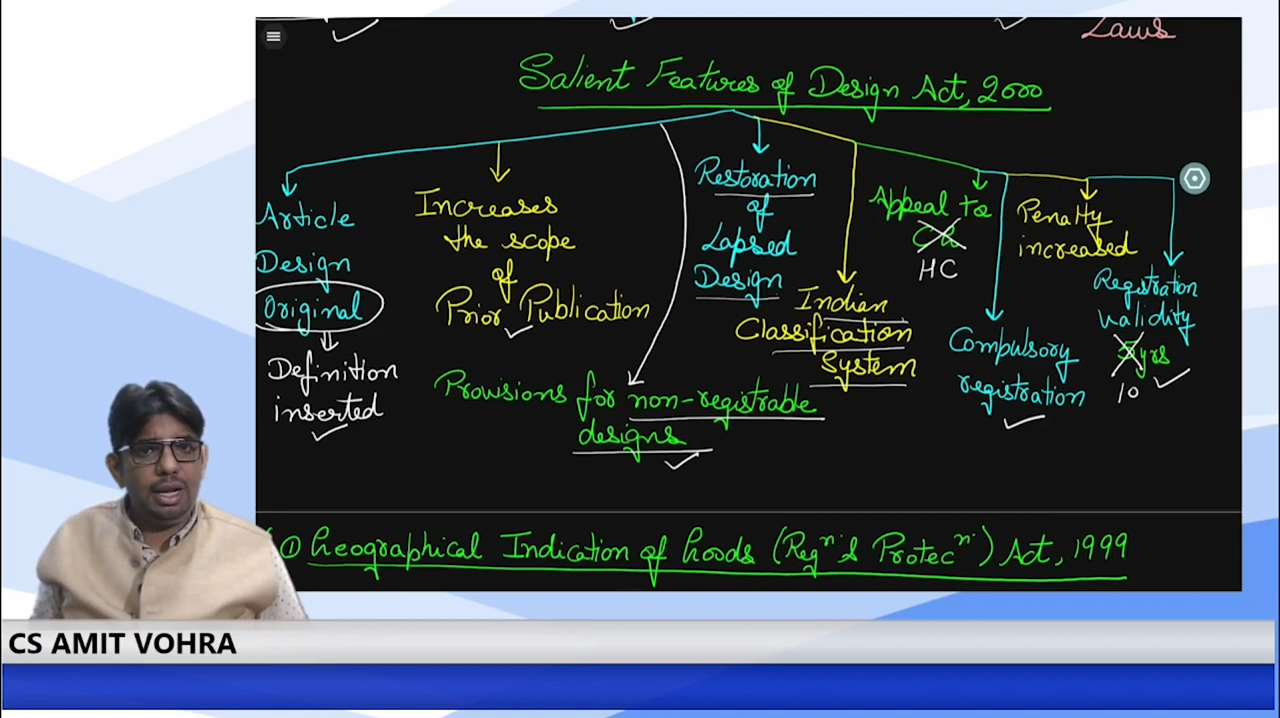 Laws
Salient Features of Design Act, 2000
Article
Design
Original
Definition
inserted
Increases
the scope
of
Prior Publication
Provisions for non-registrable
designs
Restoration
of
Lapsed
Design
Indian
Classification
System
Appeal to
HC
Compulsory
registration
Penalty
increased
Registration
validity
5yrs
10
① Geographical Indication of Goods (Regⁿ & Protecⁿ) Act, 1999
CS AMIT VOHRA